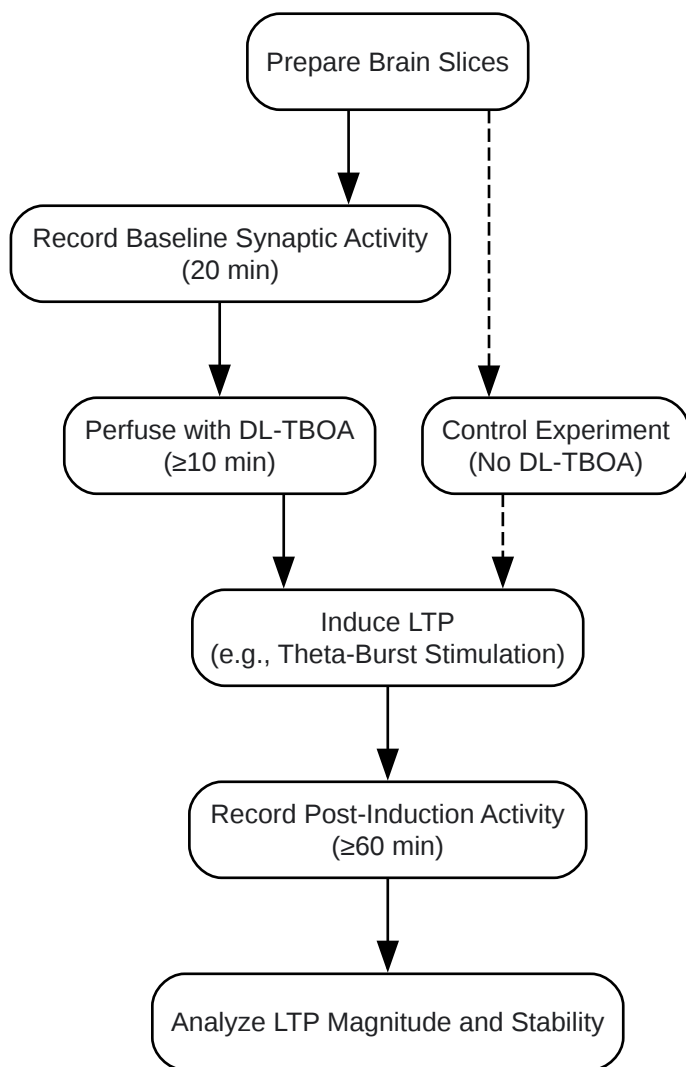 Prepare Brain Slices
Record Baseline Synaptic Activity
(20 min)
Perfuse with DL-TBOA
(≥10 min)
Control Experiment
(No DL-TBOA)
Induce LTP
(e.g., Theta-Burst Stimulation)
Record Post-Induction Activity
(≥60 min)
Analyze LTP Magnitude and Stability